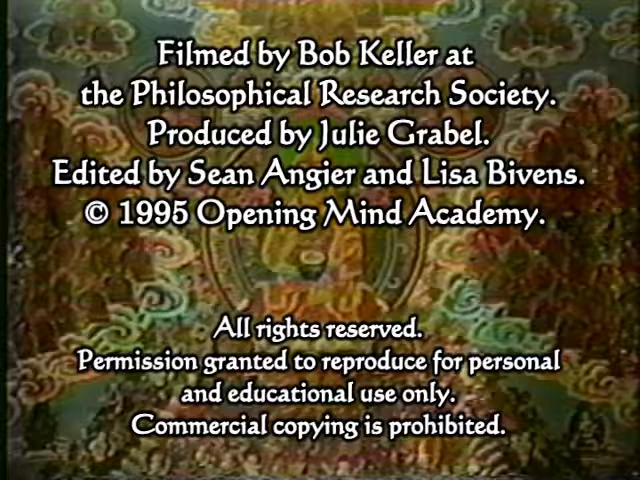 Filmed by Bob Keller at
the Philosophical Research Society.
Produced by Julie Grabel.
Edited by Sean Angier and Lisa Bivens.
© 1995 Opening Mind Academy.
All rights reserved.
Permission granted to reproduce for personal
and educational use only.
Commercial copying is prohibited.